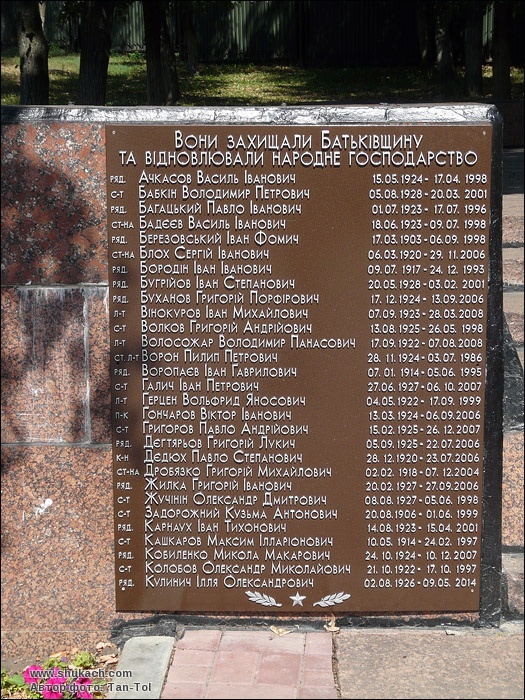 Вони захищали Батьківщину
та відновлювали народне господарство
ряд. Ачкасов Василь Іванович 15.05.1924 - 17.04. 1998
с-т Бабкін Володимир Петрович 05.08.1928 - 20.03. 2001
ряд. Багацький Павло Іванович 01.07.1923 - 17.07. 1996
ст-на Бадєєв Василь Іванович 18.06.1923 - 09.07. 1998
ряд. Березовський Іван Фомич 17.03.1903 - 06.09. 1998
ст-на Блох Сергій Іванович 06.03.1920 - 29. 11. 2006
ряд. Бородін Іван Іванович 09.07. 1917 - 24. 12. 1993
ряд. Бугрійов Іван Степанович 20.05.1928 - 03.02. 2001
ряд. Буханов Григорій Порфірович 17. 12.1924 - 13.09.2006
л-т Вінокуров Іван Михайлович 07.09.1923 - 28.03. 2008
с-т Волков Григорій Андрійович 13.08.1925 - 26.05. 1998
л-т Волосожар Володимир Панасович 17.09.1922 - 07.08. 2008
ст. л-т Ворон Пилип Петрович 28. 11. 1924 - 03.07. 1986
ряд. Воропаєв Іван Гаврилович 07. 01. 1914 - 05.06. 1995
с-т Галич Іван Петрович 27.06.1927 - 06. 10. 2007
л-т Герцен Вольфрид Яносович 04.05.1922 - 17.09. 1999
п-к Гончаров Віктор Іванович 13.03.1924 - 06.09.2006
с-т Григоров Павло Андрійович 15.02.1925 - 26. 12. 2007
ряд. Дегтярьов Григорій Лукич 05.09.1925 - 22.07. 2006
к-н Дєдюх Павло Степанович 28. 12.1920 - 23.07.2006
ст-на Дробязко Григорій Михайлович 02.02. 1918 - 07. 12. 2004
ряд. Жилка Григорій Іванович 20.02.1927 - 27.09.2006
с-т Жучінін Олександр Дмитрович 08.08.1927 - 05.06. 1998
с-т Задорожний Кузьма Антонович 20.08.1906 - 01.06. 1999
ряд. Карнаух Іван Тихонович 14.08.1923 - 15.04. 2001
с-т Кашкаров Максим Ілларіонович 10.05. 1914 - 24.02. 1997
ряд. Ковиленко Микола Макарович 24. 10.1924 - 10. 12. 2007
с-т Колобов Олександр Миколайович 21. 10.1922 - 17. 10. 1997
ряд. Кулинич Ілля Олександрович 02.08.1926 - 09.05. 2014
www.shukach.com
Автор фото: Tan-Tol
www.shukach.com
Автор фото: Tan-Tol